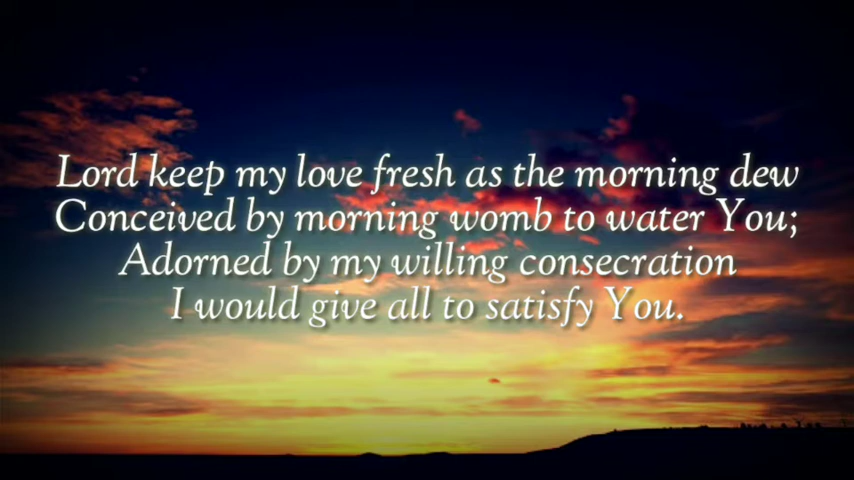 Lord keep my love fresh as the morning dew
Conceived by morning womb to water You;
Adorned by my willing consecration
I would give all to satisfy You.